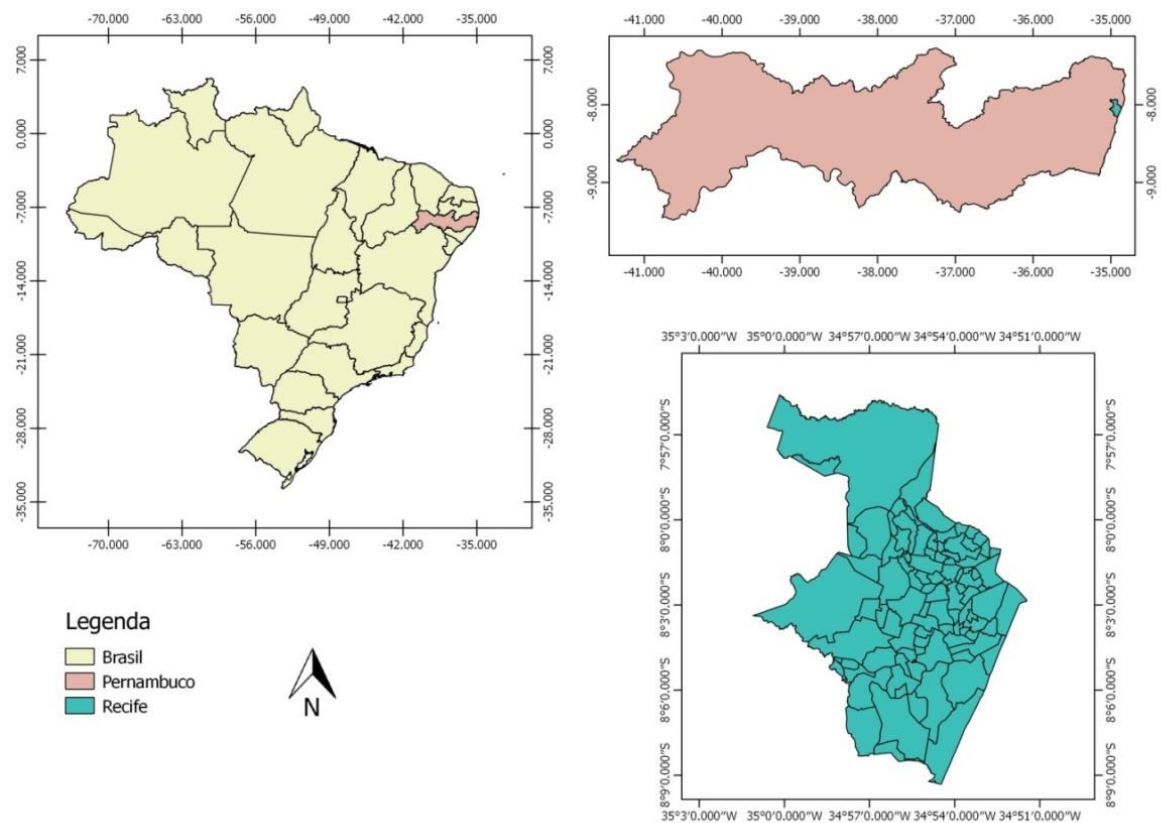 -70.000 -63.000 -56.000 -49.000 -42.000 -35.000
7.000 7.000
0.000 0.000
-7.000 -7.000
-14.000 -14.000
-21.000 -21.000
-28.000 -28.000
-35.000 -35.000
-70.000 -63.000 -56.000 -49.000 -42.000 -35.000
-41.000 -40.000 -39.000 -38.000 -37.000 -36.000 -35.000
-8.000 -8.000
-9.000 -9.000
-41.000 -40.000 -39.000 -38.000 -37.000 -36.000 -35.000
35°3'0.000"W 35°0'0.000"W 34°57'0.000"W 34°54'0.000"W 34°51'0.000"W
7°57'0.000"S 7°57'0.000"S
8°0'0.000"S 8°0'0.000"S
8°3'0.000"S 8°3'0.000"S
8°6'0.000"S 8°6'0.000"S
8°9'0.000"S 8°9'0.000"S
35°3'0.000"W 35°0'0.000"W 34°57'0.000"W 34°54'0.000"W 34°51'0.000"W
Legenda
Brasil
Pernambuco
Recife
N